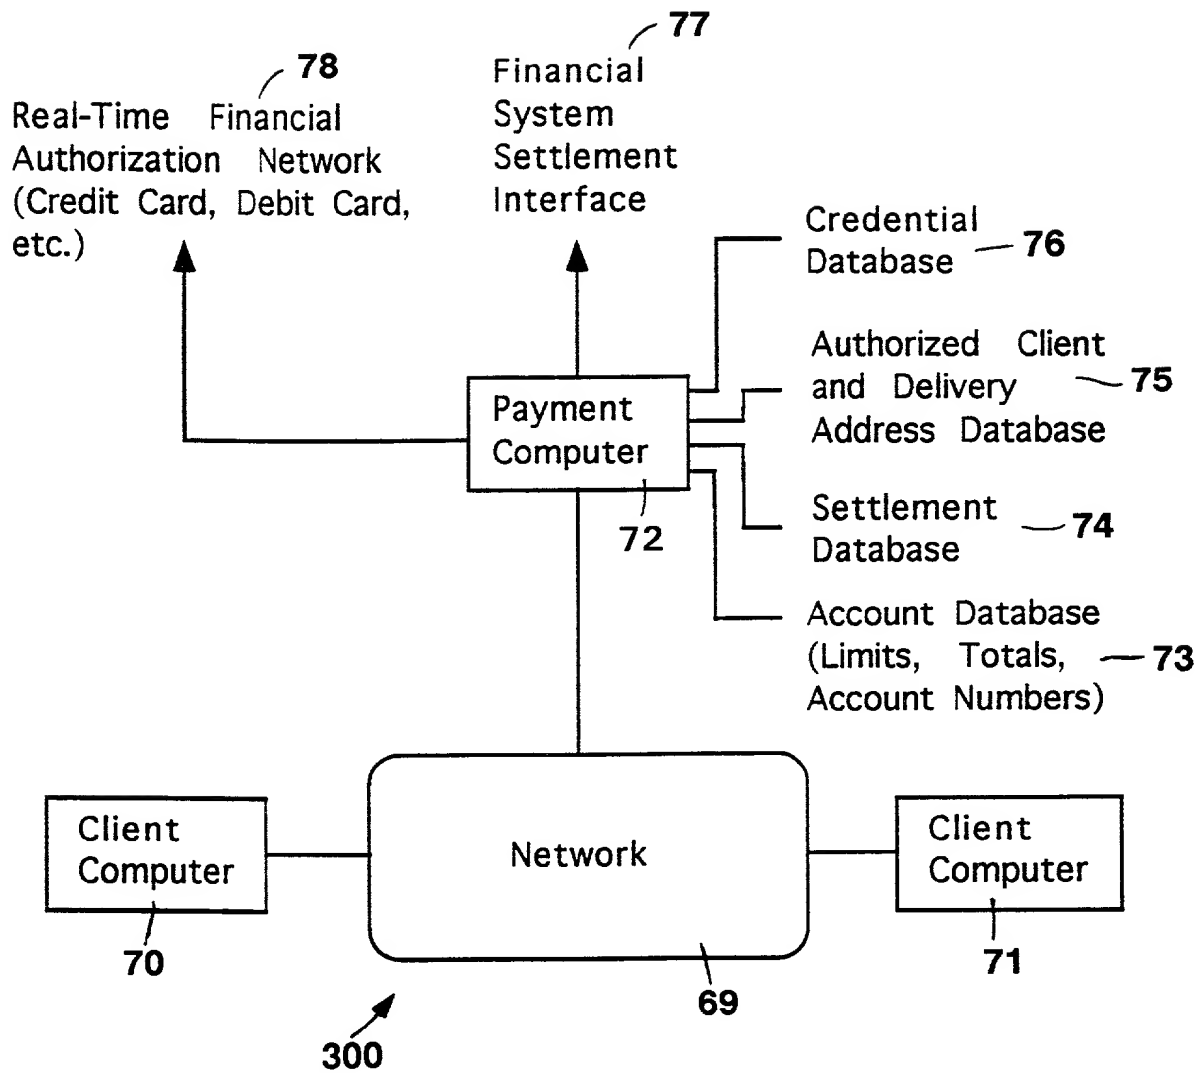 77
78
Financial
System
Settlement
Interface
Real-Time Financial
Authorization Network
(Credit Card, Debit Card,
etc.)
Credential
Database
76
Authorized Client
and Delivery
Address Database
75
Payment
Computer
72
Settlement
Database
74
Account Database
(Limits, Totals,
Account Numbers)
73
Client
Computer
70
Network
69
Client
Computer
71
300